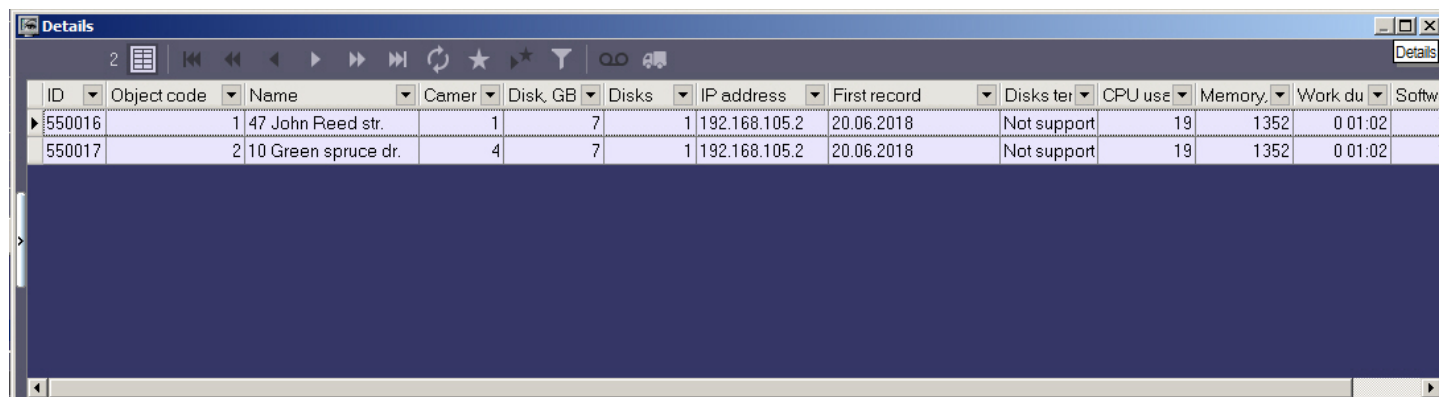 Details
2
Details
ID Object code Name Camer Disk, GB Disks IP address First record Disks ter CPU use Memory, Work du Softw
550016 1 47 John Reed str. 1 7 1 192.168.105.2 20.06.2018 Not support 19 1352 0 01:02
550017 2 10 Green spruce dr. 4 7 1 192.168.105.2 20.06.2018 Not support 19 1352 0 01:02